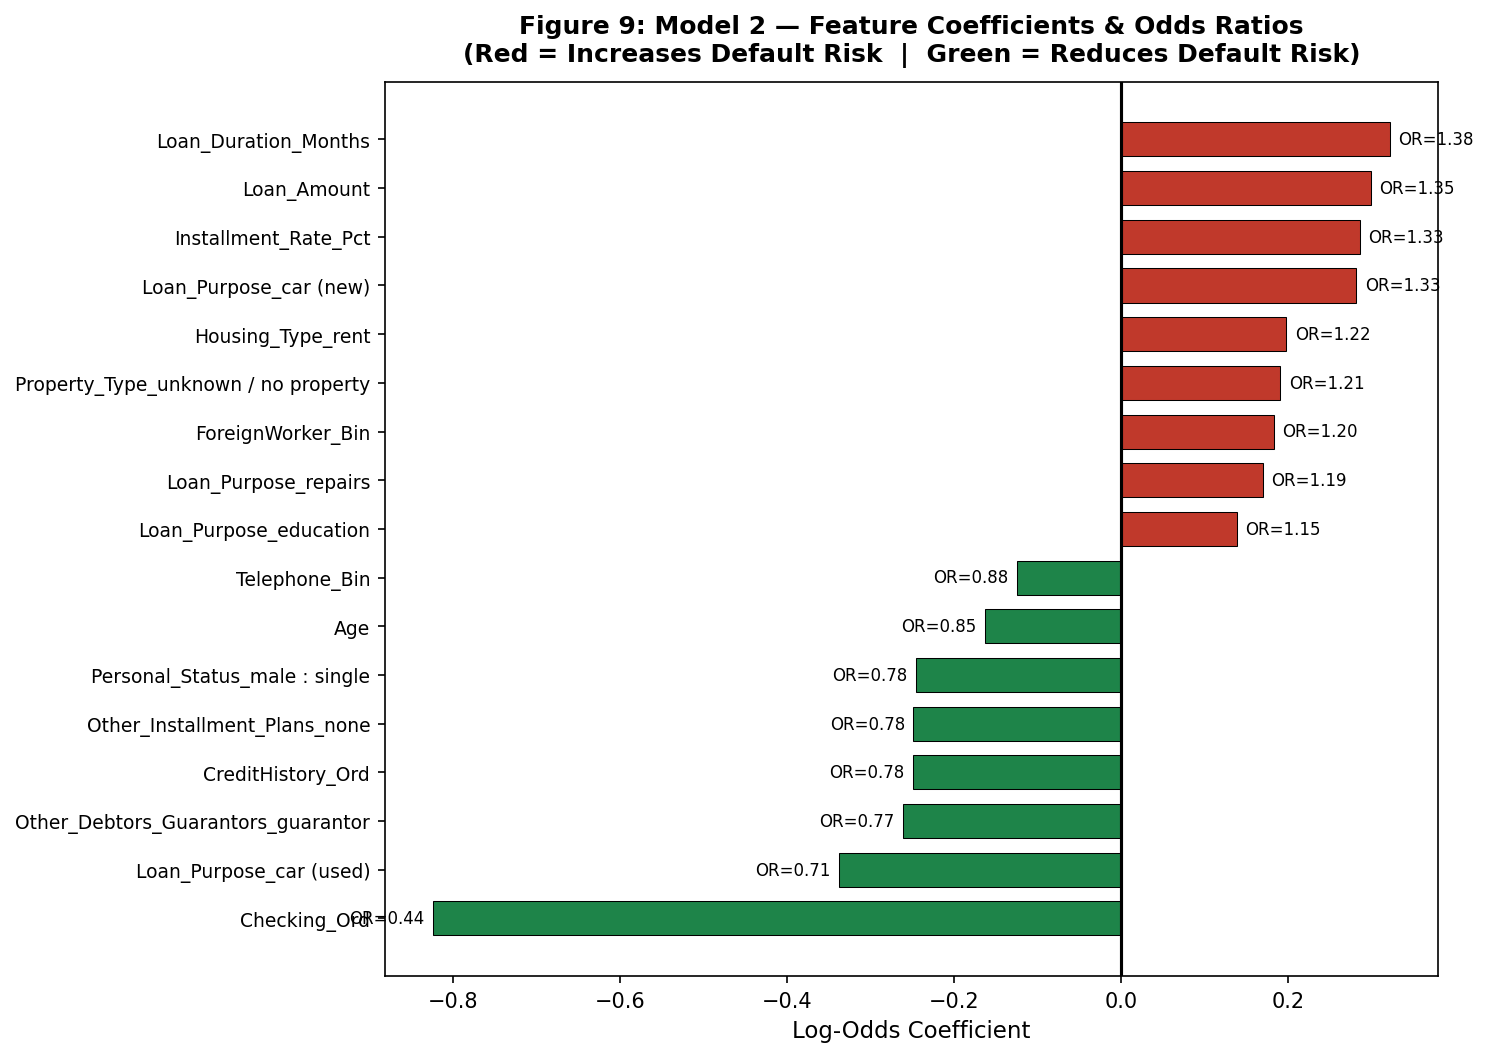 Figure 9: Model 2 — Feature Coefficients & Odds Ratios
(Red = Increases Default Risk | Green = Reduces Default Risk)
Loan_Duration_Months OR=1.38
Loan_Amount OR=1.35
Installment_Rate_Pct OR=1.33
Loan_Purpose_car (new) OR=1.33
Housing_Type_rent OR=1.22
Property_Type_unknown / no property OR=1.21
ForeignWorker_Bin OR=1.20
Loan_Purpose_repairs OR=1.19
Loan_Purpose_education OR=1.15
Telephone_Bin OR=0.88
Age OR=0.85
Personal_Status_male : single OR=0.78
Other_Installment_Plans_none OR=0.78
CreditHistory_Ord OR=0.78
Other_Debtors_Guarantors_guarantor OR=0.77
Loan_Purpose_car (used) OR=0.71
Checking_Ord OR=0.44
−0.8 −0.6 −0.4 −0.2 0.0 0.2
Log-Odds Coefficient